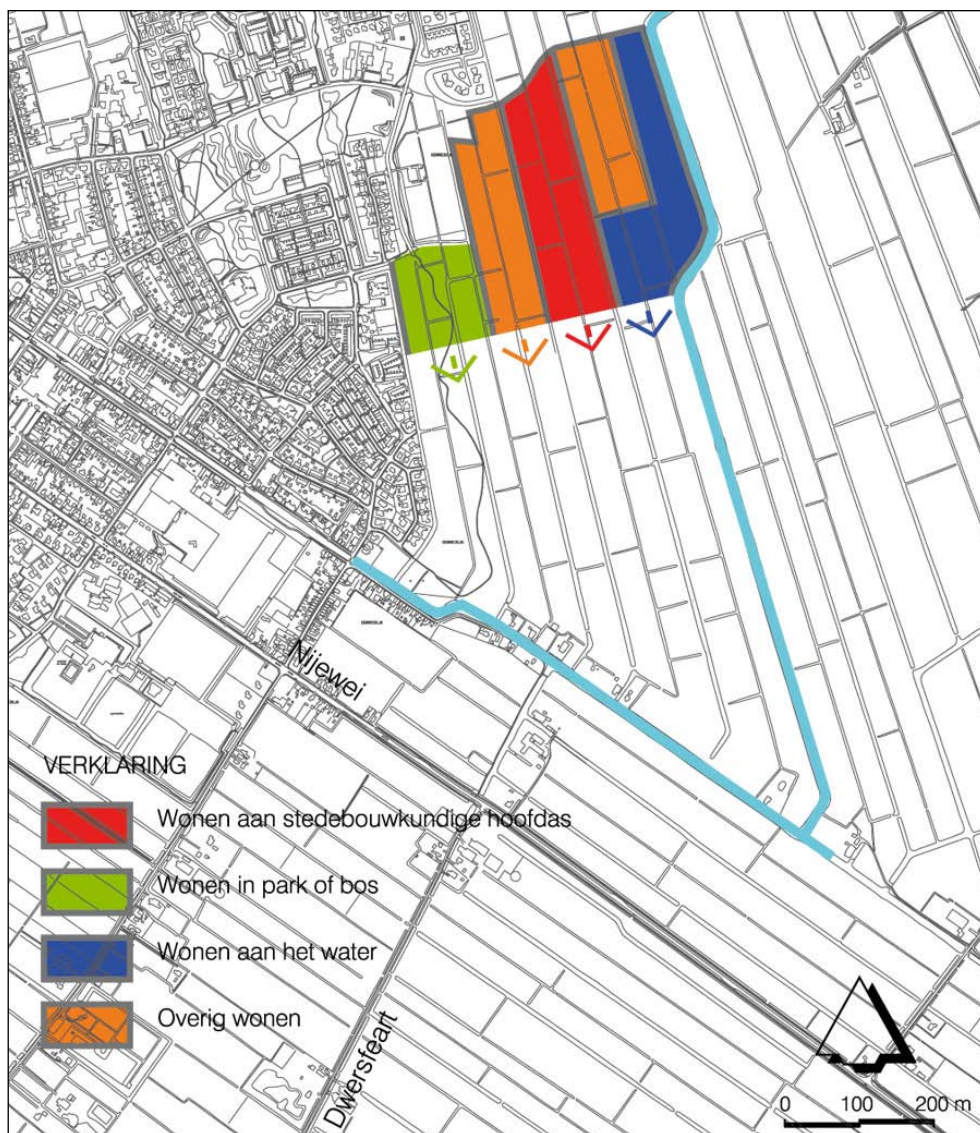 Nijewei
VERKLARING
Wonen aan stedebouwkundige hoofdas
Wonen in park of bos
Wonen aan het water
Overig wonen
Dwersfeart
0 100 200 m